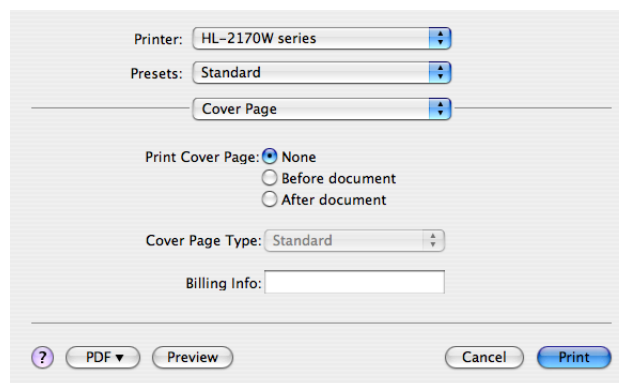 Printer: HL-2170W series
Presets: Standard
Cover Page
Print Cover Page: None
Before document
After document
Cover Page Type: Standard
Billing Info:
? PDF ▼ Preview Cancel Print